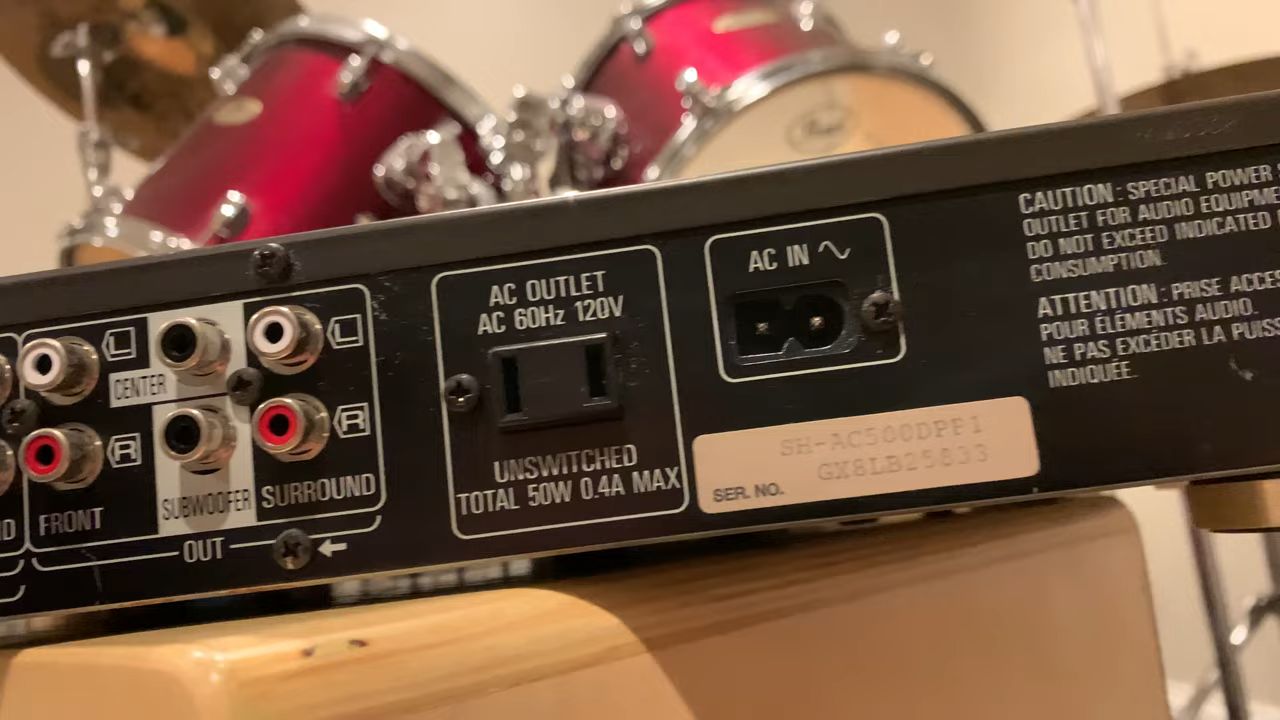 L
CENTER
R
FRONT
SUBWOOFER
L
R
SURROUND
OUT
AC OUTLET
AC 60Hz 120V
UNSWITCHED
TOTAL 50W 0.4A MAX
AC IN
SH-AC500DPP1
GX8LB25833
SER. NO.
CAUTION : SPECIAL POWER
OUTLET FOR AUDIO EQUIPME
DO NOT EXCEED INDICATED
CONSUMPTION.
ATTENTION : PRISE ACCES
POUR ÉLÉMENTS AUDIO.
NE PAS EXCÉDER LA PUISS
INDIQUÉE.